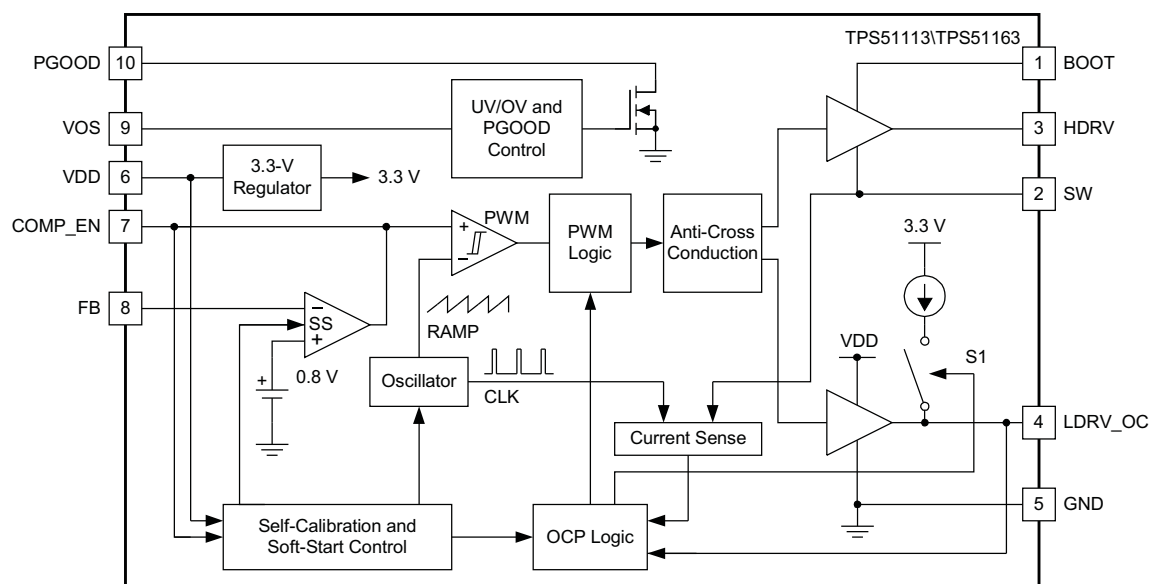 TPS51113\TPS51163
PGOOD 10
1 BOOT
UV/OV and
PGOOD
Control
VOS 9
3 HDRV
VDD 6
3.3-V
Regulator
3.3 V
2 SW
COMP_EN 7
+
PWM
–
PWM
Logic
Anti-Cross
Conduction
3.3 V
FB 8
–
SS
+
RAMP
VDD
S1
+
0.8 V
Oscillator
CLK
Current Sense
4 LDRV_OC
5 GND
Self-Calibration and
Soft-Start Control
OCP Logic